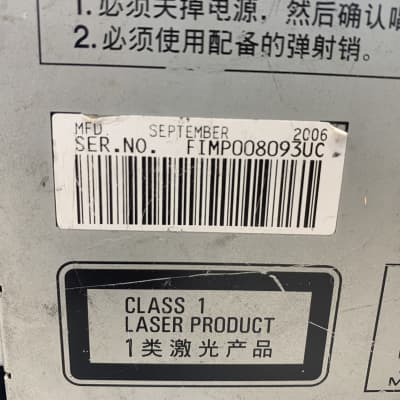 1.必须关掉电源，然后确认
2.必须使用配备的弹射销。
MFD. SEPTEMBER 2006
SER.NO. FIMP008093UC
CLASS 1
LASER PRODUCT
1类激光产品